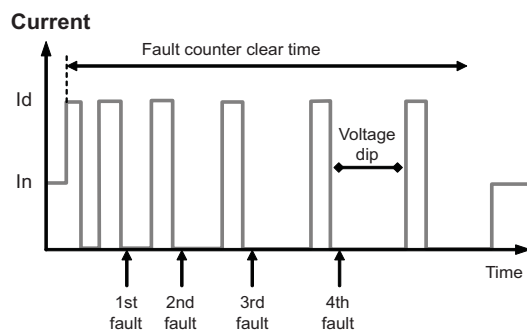 Current
Fault counter clear time
Id
Voltage
dip
In
Time
1st
fault
2nd
fault
3rd
fault
4th
fault